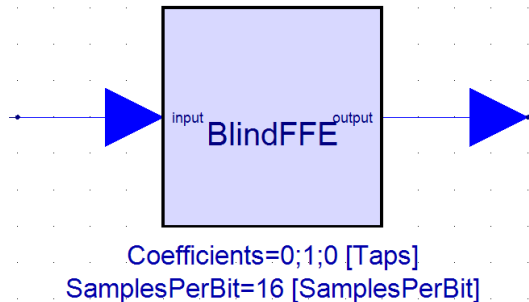 input
output
BlindFFE
Coefficients=0;1;0 [Taps]
SamplesPerBit=16 [SamplesPerBit]